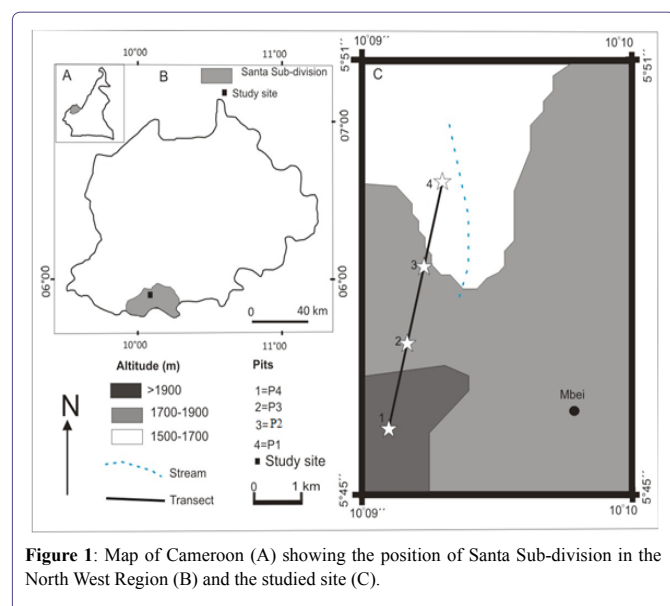 10°00
11°00
A
B
Santa Sub-division
Study site
07°00
06°00
06°00
0 40 km
10°00
11°00
Altitude (m)
>1900
1700-1900
1500-1700
Stream
Transect
N
Pits
1=P4
2=P3
3=P2
4=P1
Study site
0 1 km
10°09´´
10°10
5°51´´
5°51´´
C
4
3
2
1
Mbei
5°45´´
5°45´´
10°09´´
10°10´´
Figure 1: Map of Cameroon (A) showing the position of Santa Sub-division in the
North West Region (B) and the studied site (C).